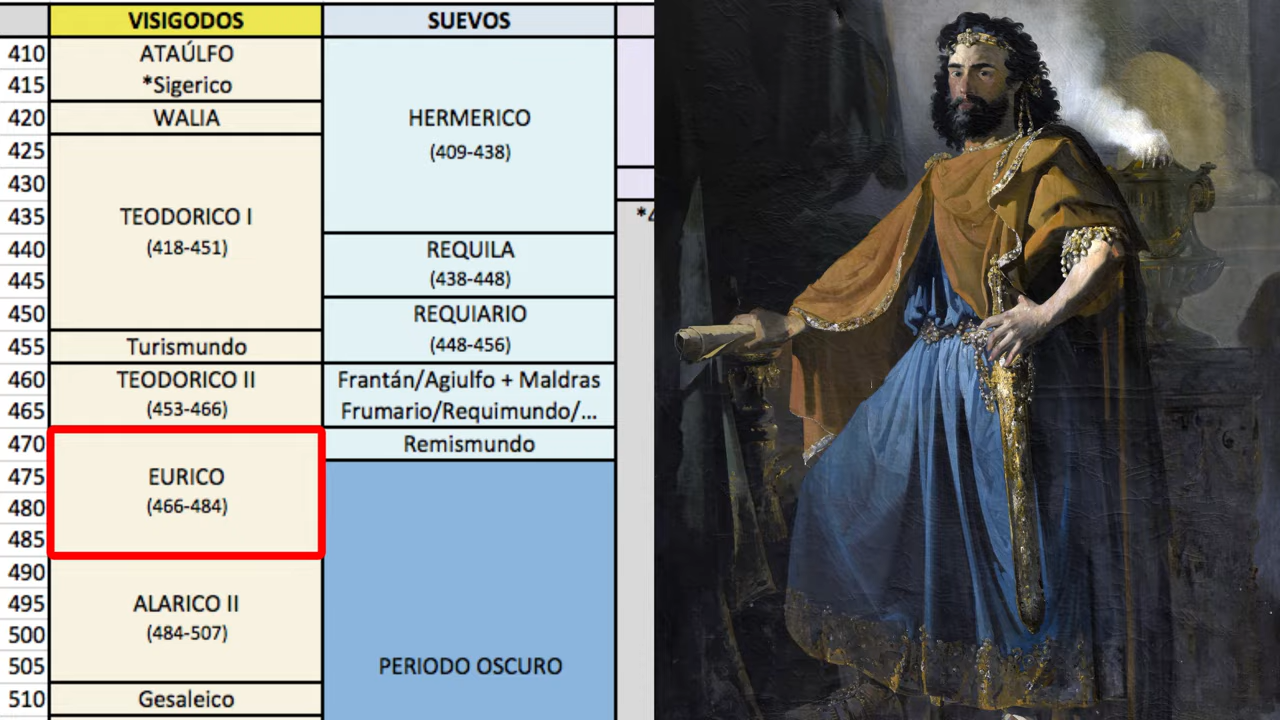 VISIGODOS
SUEVOS
410
ATAÚLFO
415
*Sigerico
420
WALIA
HERMERICO
425
(409-438)
430
435
TEODORICO I
440
(418-451)
REQUILA
445
(438-448)
450
REQUIARIO
455
Turismundo
(448-456)
460
TEODORICO II
Frantán/Agiulfo + Maldras
465
(453-466)
Frumario/Requimundo/...
470
Remismundo
475
EURICO
480
(466-484)
485
490
495
ALARICO II
500
(484-507)
505
PERIODO OSCURO
510
Gesaleico